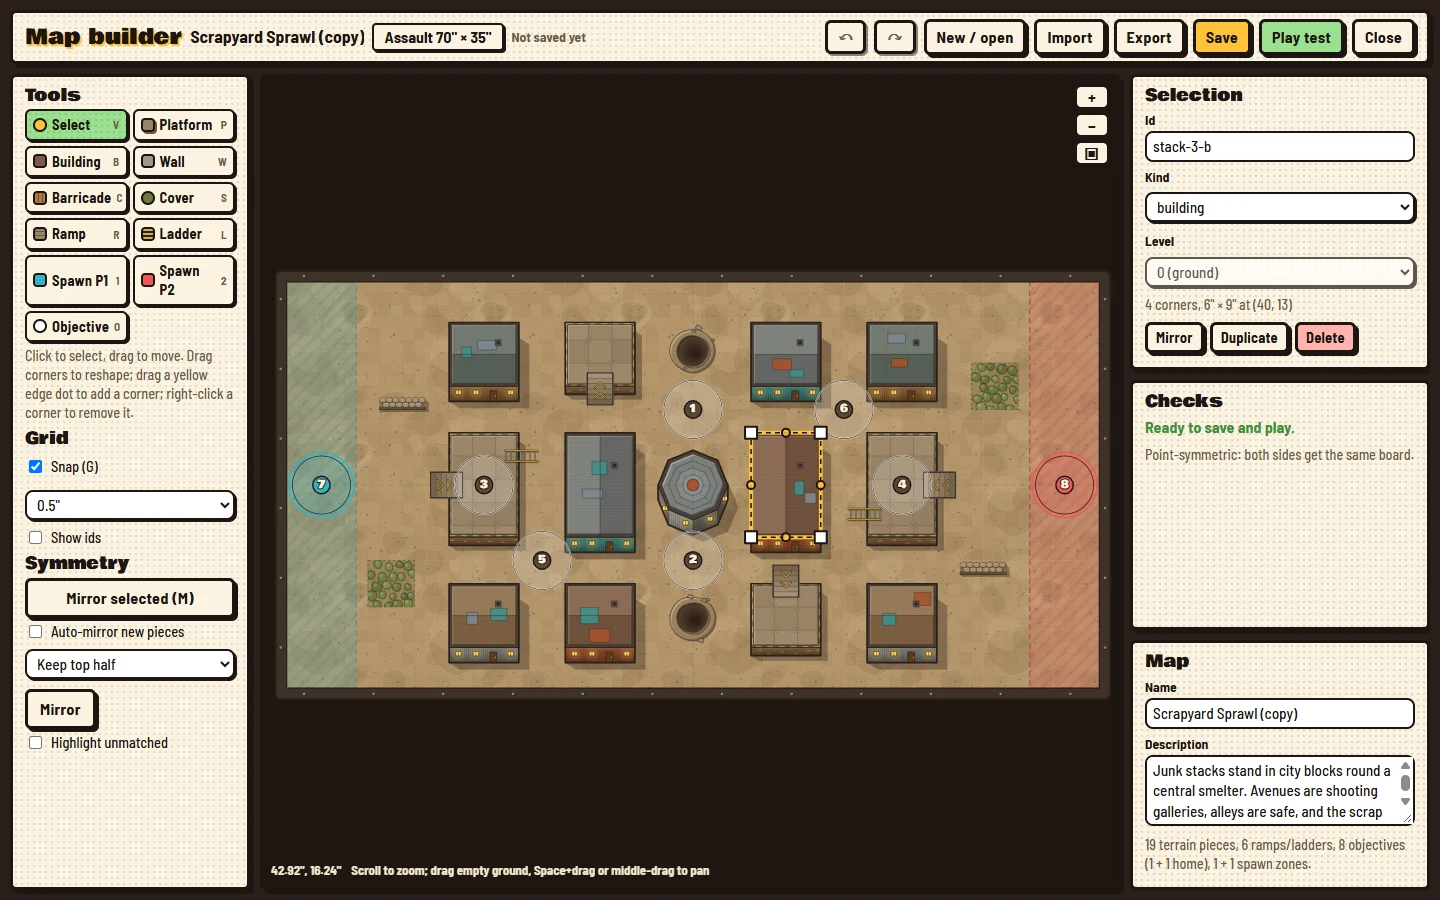 Map builder
Scrapyard Sprawl (copy)
Assault 70" × 35"
Not saved yet
New / open
Import
Export
Save
Play test
Close
Tools
Select V
Platform P
Building B
Wall W
Barricade C
Cover S
Ramp R
Ladder L
Spawn P1 1
Spawn P2 2
Objective O
Click to select, drag to move. Drag
corners to reshape; drag a yellow
edge dot to add a corner; right-click a
corner to remove it.
Grid
Snap (G)
0.5"
Show ids
Symmetry
Mirror selected (M)
Auto-mirror new pieces
Keep top half
Mirror
Highlight unmatched
+
−
1
6
7
3
4
8
5
2
42.92", 16.24" Scroll to zoom; drag empty ground, Space+drag or middle-drag to pan
Selection
Id
stack-3-b
Kind
building
Level
0 (ground)
4 corners, 6" × 9" at (40, 13)
Mirror
Duplicate
Delete
Checks
Ready to save and play.
Point-symmetric: both sides get the same board.
Map
Name
Scrapyard Sprawl (copy)
Description
Junk stacks stand in city blocks round a
central smelter. Avenues are shooting
galleries, alleys are safe, and the scrap
19 terrain pieces, 6 ramps/ladders, 8 objectives
(1 + 1 home), 1 + 1 spawn zones.